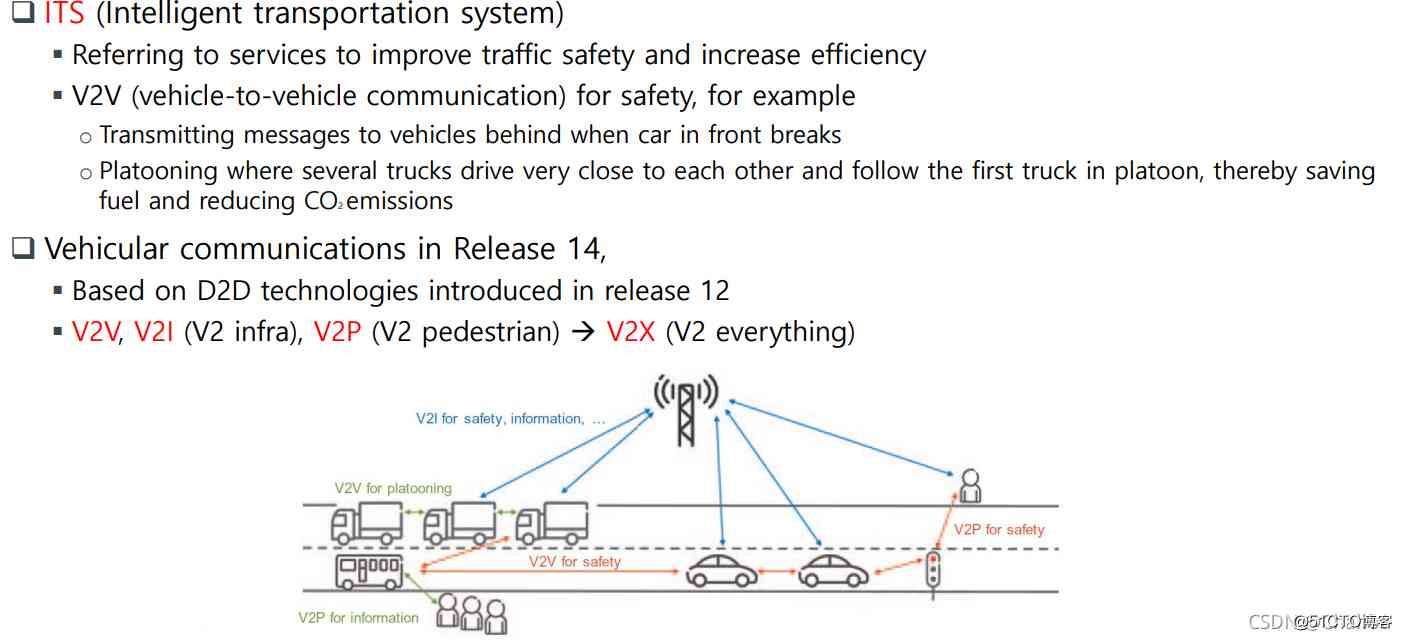 ❑ ITS (Intelligent transportation system)
▪ Referring to services to improve traffic safety and increase efficiency
▪ V2V (vehicle-to-vehicle communication) for safety, for example
o Transmitting messages to vehicles behind when car in front breaks
o Platooning where several trucks drive very close to each other and follow the first truck in platoon, thereby saving
fuel and reducing CO₂ emissions
❑ Vehicular communications in Release 14,
▪ Based on D2D technologies introduced in release 12
▪ V2V, V2I (V2 infra), V2P (V2 pedestrian) → V2X (V2 everything)
V2I for safety, information, ...
V2V for platooning
V2P for safety
V2V for safety
V2P for information
CSDN @51CTO博客